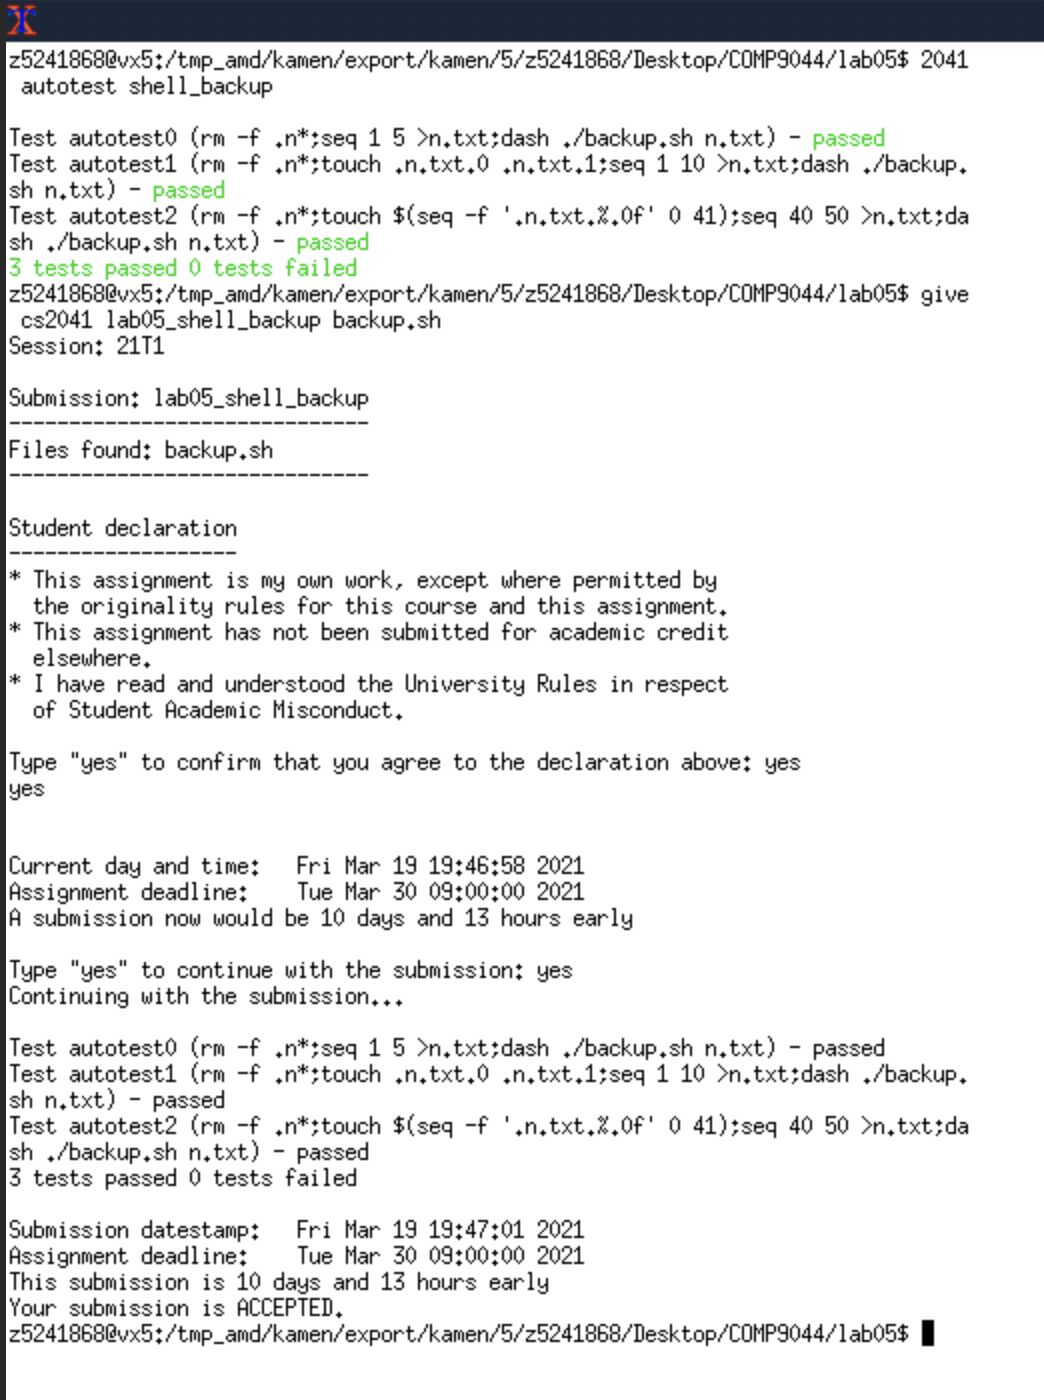 z5241868@vx5:/tmp_amd/kamen/export/kamen/5/z5241868/Desktop/COMP9044/lab05$ 2041
 autotest shell_backup
Test autotest0 (rm -f .n*;seq 1 5 >n.txt;dash ./backup.sh n.txt) - passed
Test autotest1 (rm -f .n*;touch .n.txt.0 .n.txt.1;seq 1 10 >n.txt;dash ./backup.
sh n.txt) - passed
Test autotest2 (rm -f .n*;touch $(seq -f '.n.txt.%.0f' 0 41);seq 40 50 >n.txt;da
sh ./backup.sh n.txt) - passed
3 tests passed 0 tests failed
z5241868@vx5:/tmp_amd/kamen/export/kamen/5/z5241868/Desktop/COMP9044/lab05$ give
 cs2041 lab05_shell_backup backup.sh
Session: 21T1
Submission: lab05_shell_backup
------------------------------
Files found: backup.sh
------------------------------
Student declaration
-------------------
* This assignment is my own work, except where permitted by
  the originality rules for this course and this assignment.
* This assignment has not been submitted for academic credit
  elsewhere.
* I have read and understood the University Rules in respect
  of Student Academic Misconduct.
Type "yes" to confirm that you agree to the declaration above: yes
yes
Current day and time:   Fri Mar 19 19:46:58 2021
Assignment deadline:    Tue Mar 30 09:00:00 2021
A submission now would be 10 days and 13 hours early
Type "yes" to continue with the submission: yes
Continuing with the submission...
Test autotest0 (rm -f .n*;seq 1 5 >n.txt;dash ./backup.sh n.txt) - passed
Test autotest1 (rm -f .n*;touch .n.txt.0 .n.txt.1;seq 1 10 >n.txt;dash ./backup.
sh n.txt) - passed
Test autotest2 (rm -f .n*;touch $(seq -f '.n.txt.%.0f' 0 41);seq 40 50 >n.txt;da
sh ./backup.sh n.txt) - passed
3 tests passed 0 tests failed
Submission datestamp:   Fri Mar 19 19:47:01 2021
Assignment deadline:    Tue Mar 30 09:00:00 2021
This submission is 10 days and 13 hours early
Your submission is ACCEPTED.
z5241868@vx5:/tmp_amd/kamen/export/kamen/5/z5241868/Desktop/COMP9044/lab05$